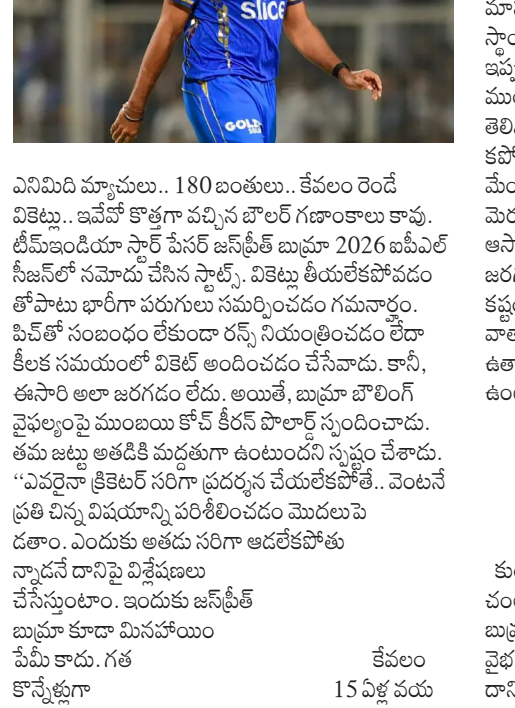 slice
GOLD
ఎనిమిది మ్యాచులు.. 180 బంతులు.. కేవలం రెండే
వికెట్లు.. ఇవేవో కొత్తగా వచ్చిన బౌలర్ గణాంకాలు కావు.
టీమ్ఇండియా స్టార్ పేసర్ జస్‌ప్రీత్ బుమ్రా 2026 ఐపీఎల్
సీజన్‌లో నమోదు చేసిన స్టాట్స్. వికెట్లు తీయలేకపోవడం
తోపాటు భారీగా పరుగులు సమర్పించడం గమనార్హం.
పిచ్‌తో సంబంధం లేకుండా రన్స్ నియంత్రించడం లేదా
కీలక సమయంలో వికెట్ అందించడం చేసేవాడు. కానీ,
ఈసారి అలా జరగడం లేదు. అయితే, బుమ్రా బౌలింగ్
వైఫల్యంపై ముంబయి కోచ్ కీరన్ పొలార్డ్ స్పందించాడు.
తమ జట్టు అతడికి మద్దతుగా ఉంటుందని స్పష్టం చేశాడు.
‘‘ఎవరైనా క్రికెటర్ సరిగా ప్రదర్శన చేయలేకపోతే.. వెంటనే
ప్రతి చిన్న విషయాన్ని పరిశీలించడం మొదలుపె
డతాం. ఎందుకు అతడు సరిగా ఆడలేకపోతు
న్నాడనే దానిపై విశ్లేషణలు
చేసేస్తుంటాం. ఇందుకు జస్‌ప్రీత్
బుమ్రా కూడా మినహాయిం
పేమీ కాదు. గత
కొన్నేళ్లుగా
కేవలం
15 ఏళ్ల వయ